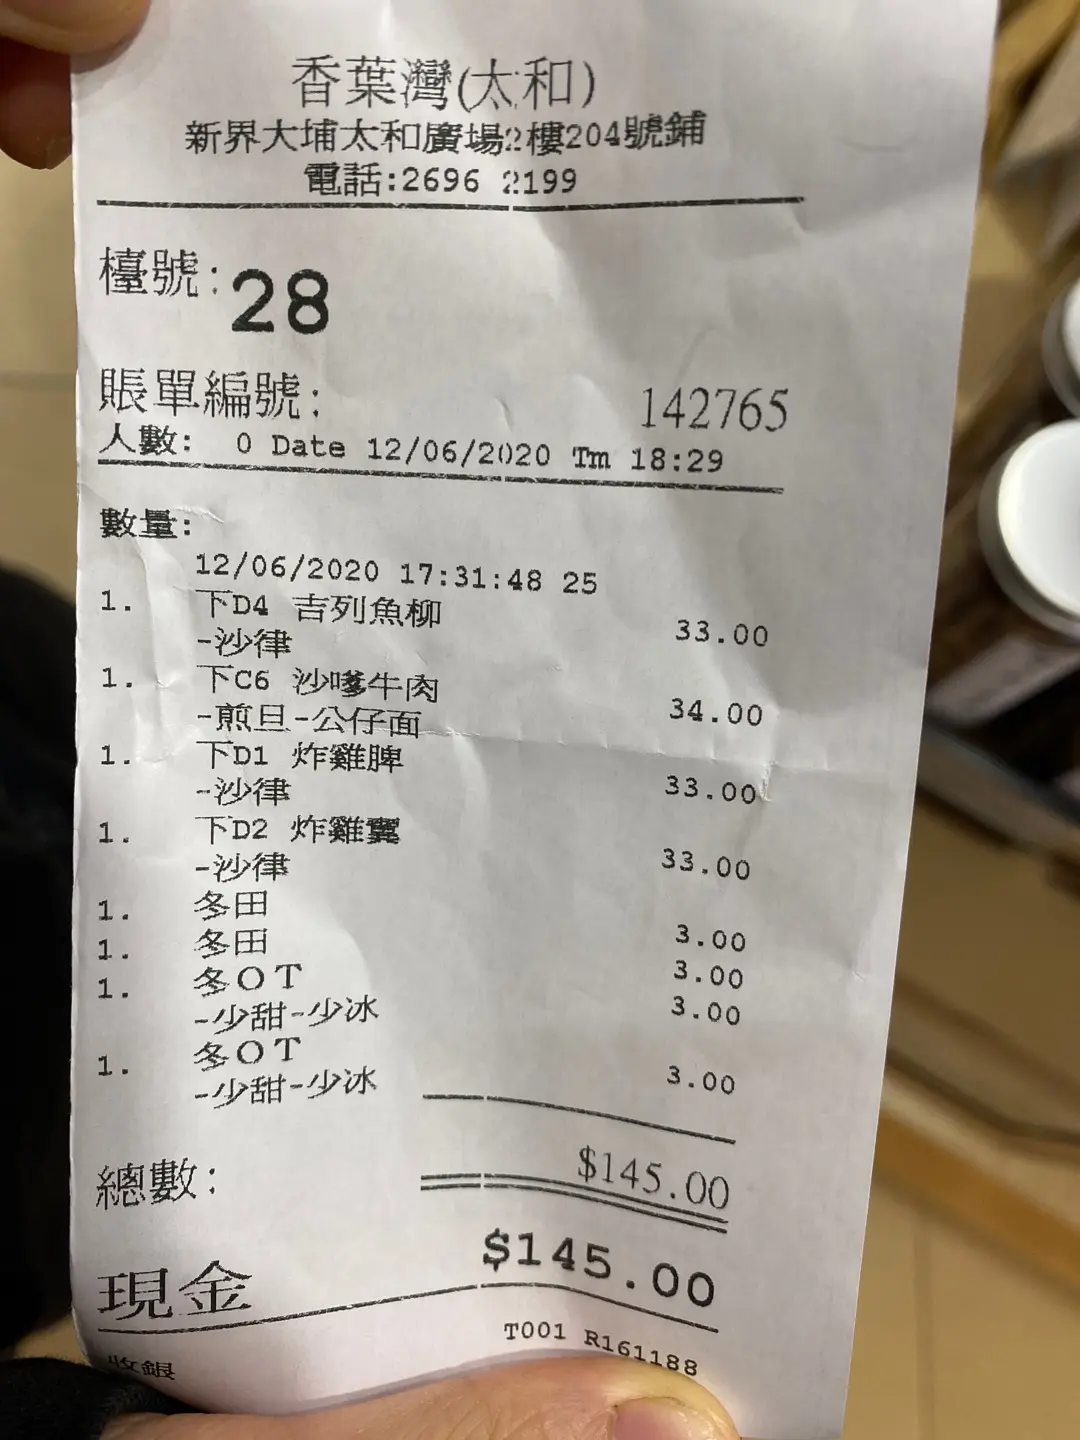 香葉灣(太和)
新界大埔太和廣場2樓204號鋪
電話:2696 2199
檯號:28
賬單編號: 142765
人數: 0 Date 12/06/2020 Tm 18:29
數量:
12/06/2020 17:31:48 25
1. 下D4 吉列魚柳 33.00
-沙律
1. 下C6 沙嗲牛肉 34.00
-煎旦-公仔面
1. 下D1 炸雞脾 33.00
-沙律
1. 下D2 炸雞翼 33.00
-沙律
1. 冬田 3.00
1. 冬田 3.00
1. 冬OT 3.00
-少甜-少冰
1. 冬OT 3.00
-少甜-少冰
總數: $145.00
現金 $145.00
T001 R161188
收銀